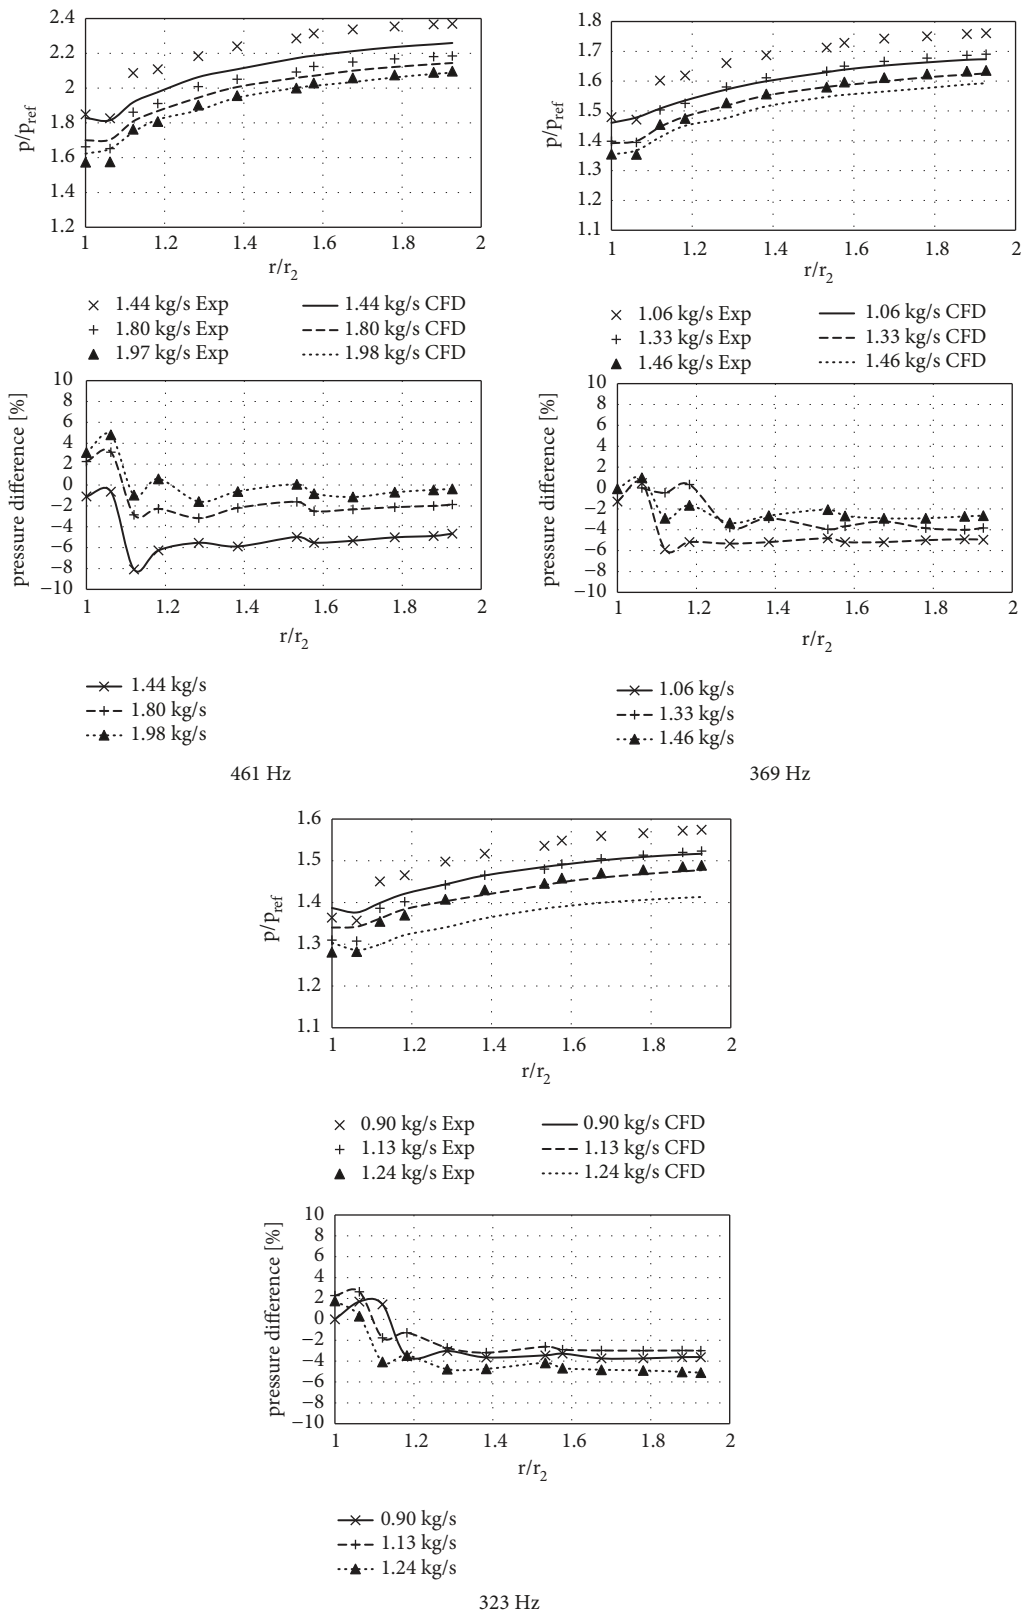 2.4
2.2
2
1.8
1.6
1.4
1.2
p/p_ref
1 1.2 1.4 1.6 1.8 2
r/r_2
× 1.44 kg/s Exp
+ 1.80 kg/s Exp
▲ 1.97 kg/s Exp
1.44 kg/s CFD
1.80 kg/s CFD
1.98 kg/s CFD
10
8
6
4
2
0
−2
−4
−6
−8
−10
pressure difference [%]
1 1.2 1.4 1.6 1.8 2
r/r_2
1.44 kg/s
1.80 kg/s
1.98 kg/s
461 Hz
1.8
1.7
1.6
1.5
1.4
1.3
1.2
1.1
p/p_ref
1 1.2 1.4 1.6 1.8 2
r/r_2
× 1.06 kg/s Exp
+ 1.33 kg/s Exp
▲ 1.46 kg/s Exp
1.06 kg/s CFD
1.33 kg/s CFD
1.46 kg/s CFD
10
8
6
4
2
0
−2
−4
−6
−8
−10
pressure difference [%]
1 1.2 1.4 1.6 1.8 2
r/r_2
1.06 kg/s
1.33 kg/s
1.46 kg/s
369 Hz
1.6
1.5
1.4
1.3
1.2
1.1
p/p_ref
1 1.2 1.4 1.6 1.8 2
r/r_2
× 0.90 kg/s Exp
+ 1.13 kg/s Exp
▲ 1.24 kg/s Exp
0.90 kg/s CFD
1.13 kg/s CFD
1.24 kg/s CFD
10
8
6
4
2
0
−2
−4
−6
−8
−10
pressure difference [%]
1 1.2 1.4 1.6 1.8 2
r/r_2
0.90 kg/s
1.13 kg/s
1.24 kg/s
323 Hz